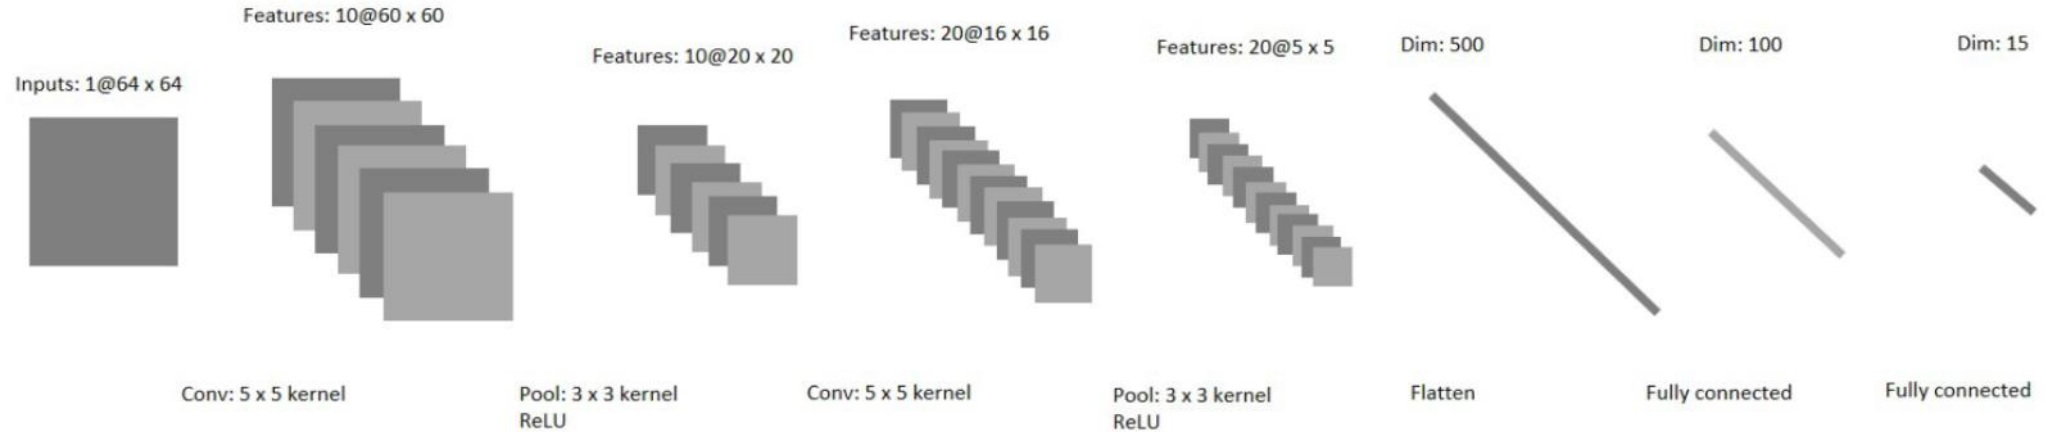 Inputs: 1@64 x 64
Features: 10@60 x 60
Features: 10@20 x 20
Features: 20@16 x 16
Features: 20@5 x 5
Dim: 500
Dim: 100
Dim: 15
Conv: 5 x 5 kernel
Pool: 3 x 3 kernel
ReLU
Conv: 5 x 5 kernel
Pool: 3 x 3 kernel
ReLU
Flatten
Fully connected
Fully connected